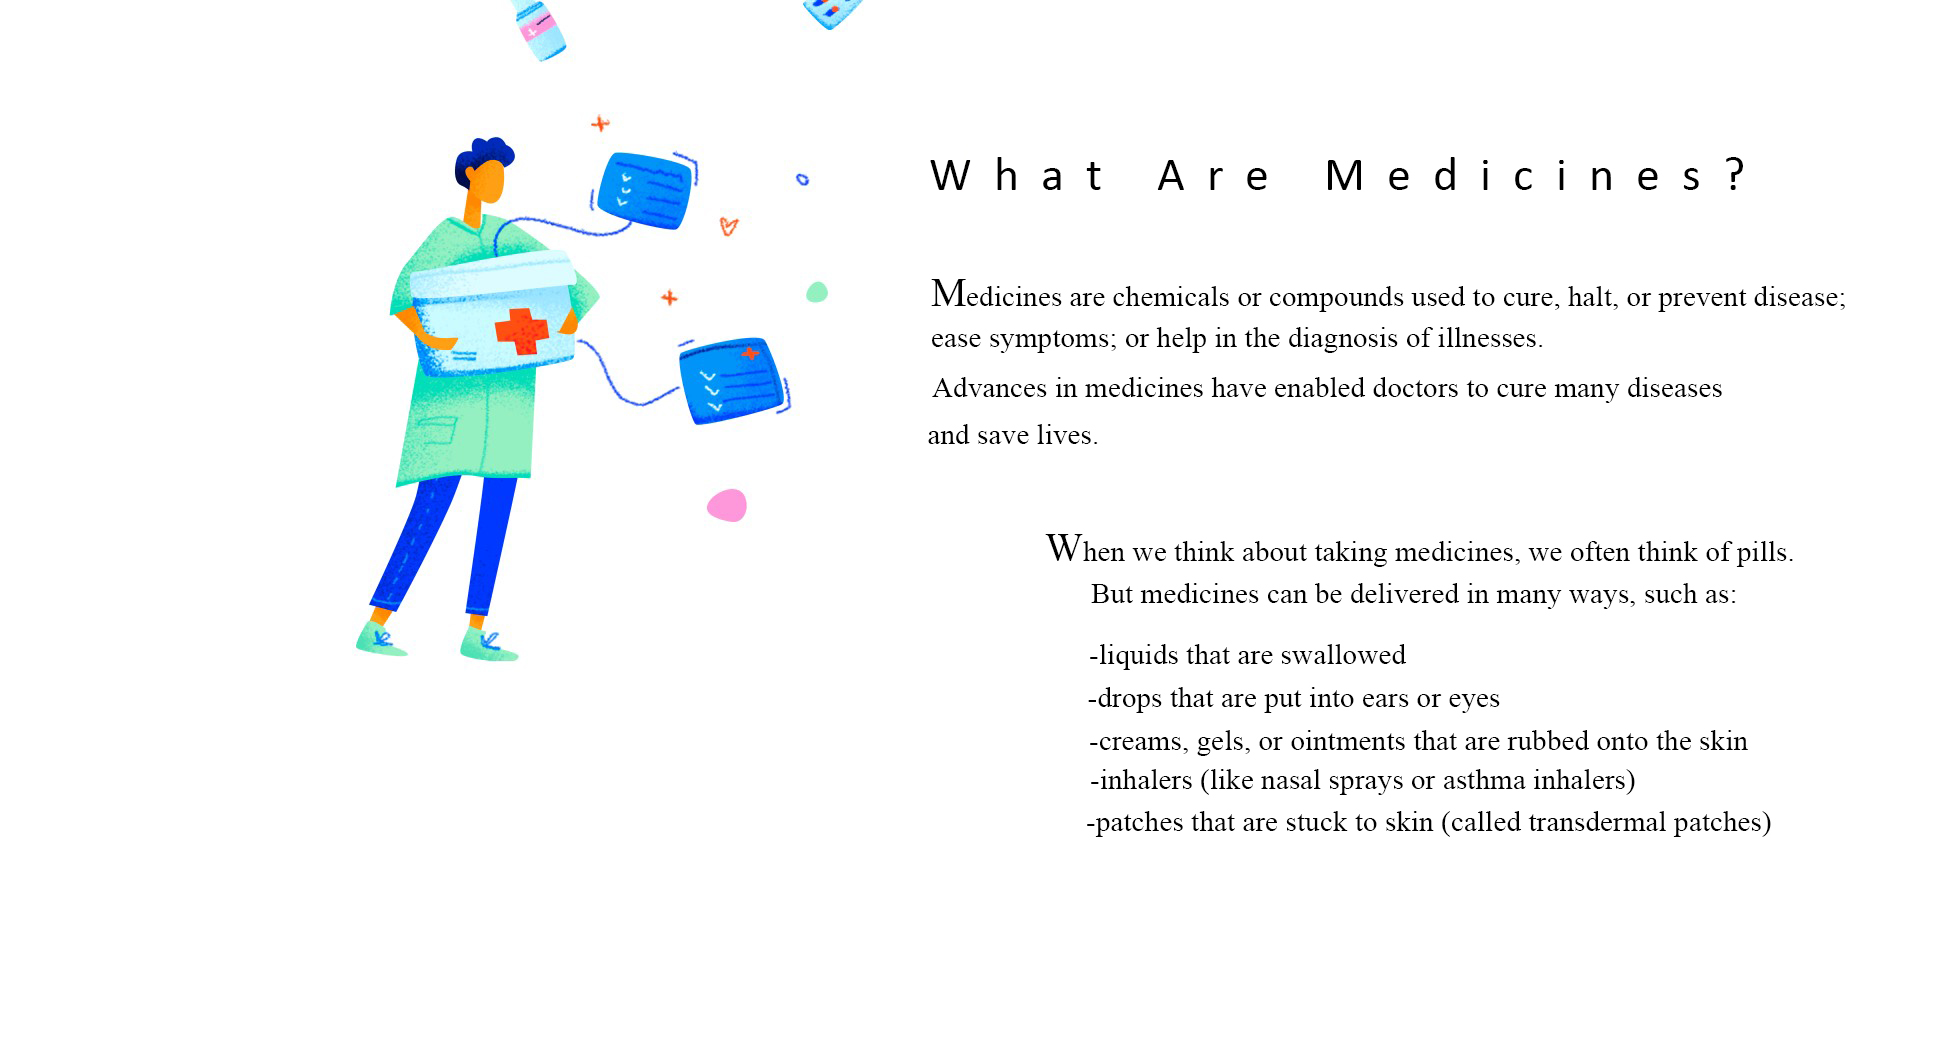 What Are Medicines?
Medicines are chemicals or compounds used to cure, halt, or prevent disease;
ease symptoms; or help in the diagnosis of illnesses.
Advances in medicines have enabled doctors to cure many diseases
and save lives.
When we think about taking medicines, we often think of pills.
But medicines can be delivered in many ways, such as:
-liquids that are swallowed
-drops that are put into ears or eyes
-creams, gels, or ointments that are rubbed onto the skin
-inhalers (like nasal sprays or asthma inhalers)
-patches that are stuck to skin (called transdermal patches)